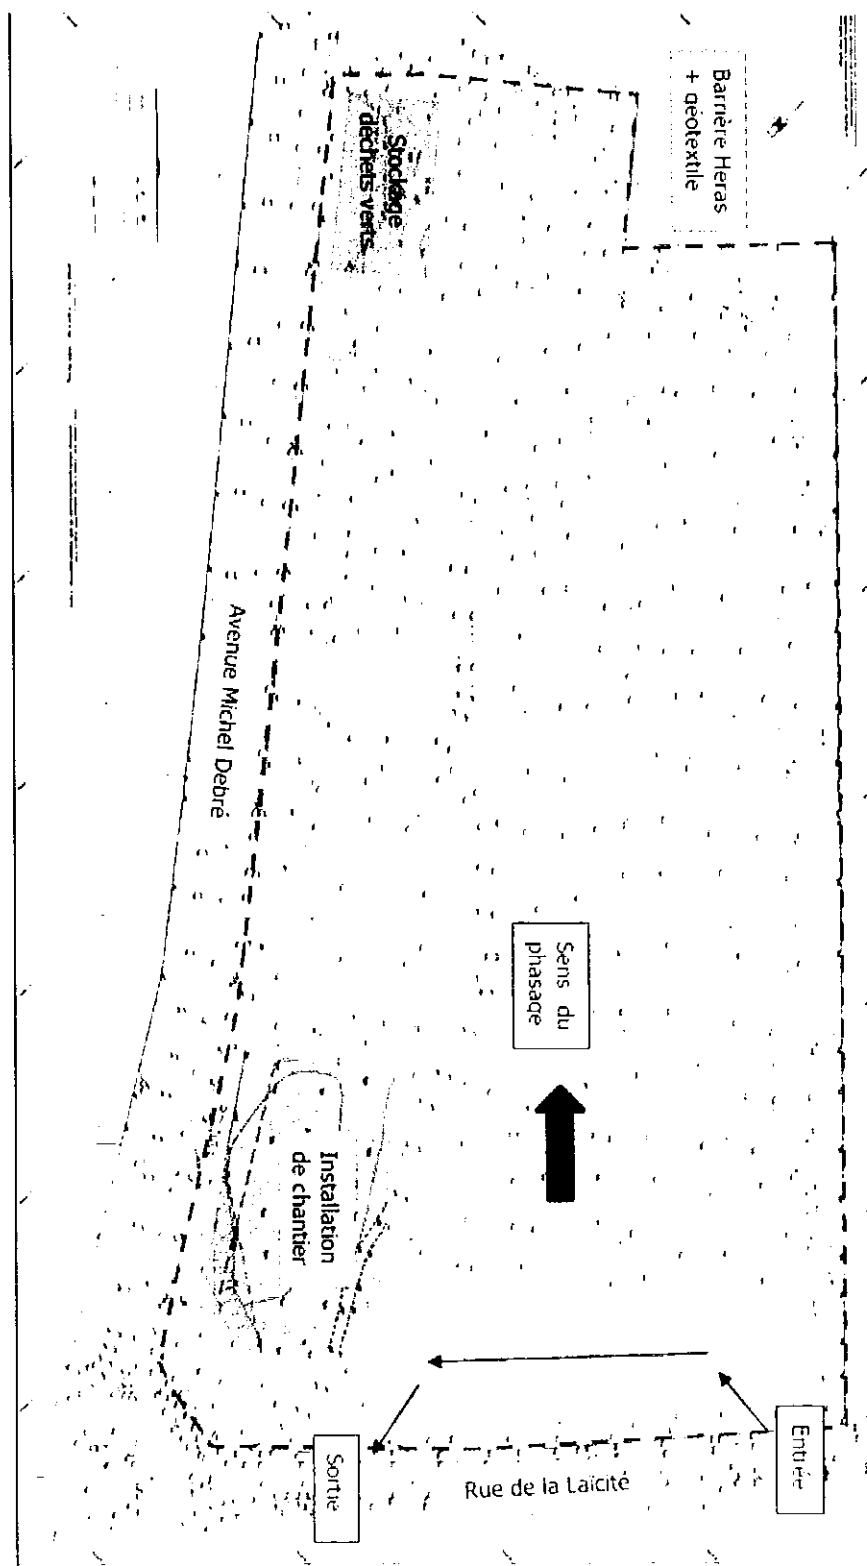 Barrière Heras
+ géotextile
Stockage
déchets verts
Avenue Michel Debré
Sens du
phasage
Installation
de chantier
Entrée
Sortie
Rue de la Laïcité